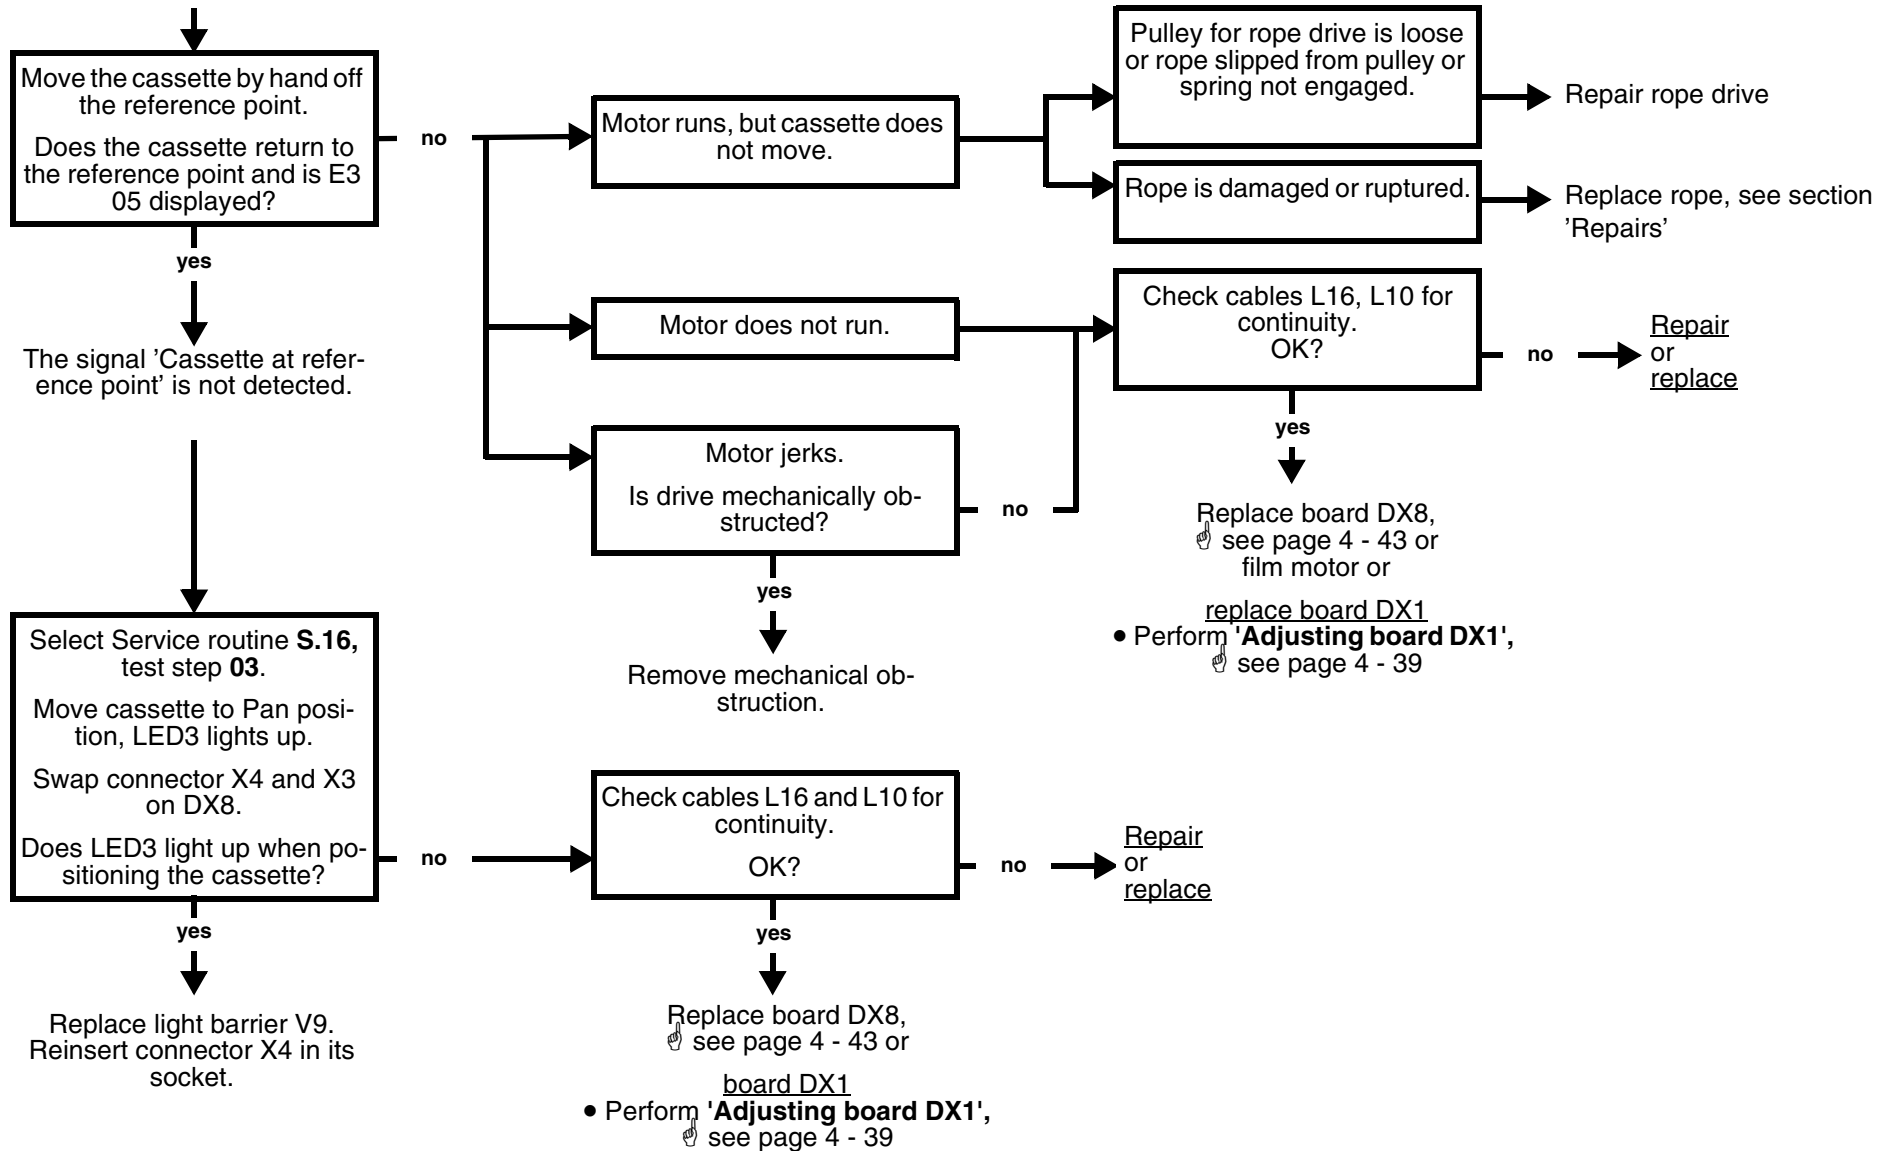 Move the cassette by hand off
the reference point.
Does the cassette return to
the reference point and is E3
05 displayed?
no
yes
The signal ’Cassette at refer-
ence point’ is not detected.
Select Service routine S.16,
test step 03.
Move cassette to Pan posi-
tion, LED3 lights up.
Swap connector X4 and X3
on DX8.
Does LED3 light up when po-
sitioning the cassette?
no
yes
Replace light barrier V9.
Reinsert connector X4 in its
socket.
Motor runs, but cassette does
not move.
Motor does not run.
Motor jerks.
Is drive mechanically ob-
structed?
no
yes
Remove mechanical ob-
struction.
Check cables L16 and L10 for
continuity.
OK?
no
Repair
or
replace
yes
Replace board DX8,
☝ see page 4 - 43 or
board DX1
• Perform 'Adjusting board DX1',
☝ see page 4 - 39
Pulley for rope drive is loose
or rope slipped from pulley or
spring not engaged.
Repair rope drive
Rope is damaged or ruptured.
Replace rope, see section
’Repairs’
Check cables L16, L10 for
continuity.
OK?
no
Repair
or
replace
yes
Replace board DX8,
☝ see page 4 - 43 or
film motor or
replace board DX1
• Perform 'Adjusting board DX1',
☝ see page 4 - 39